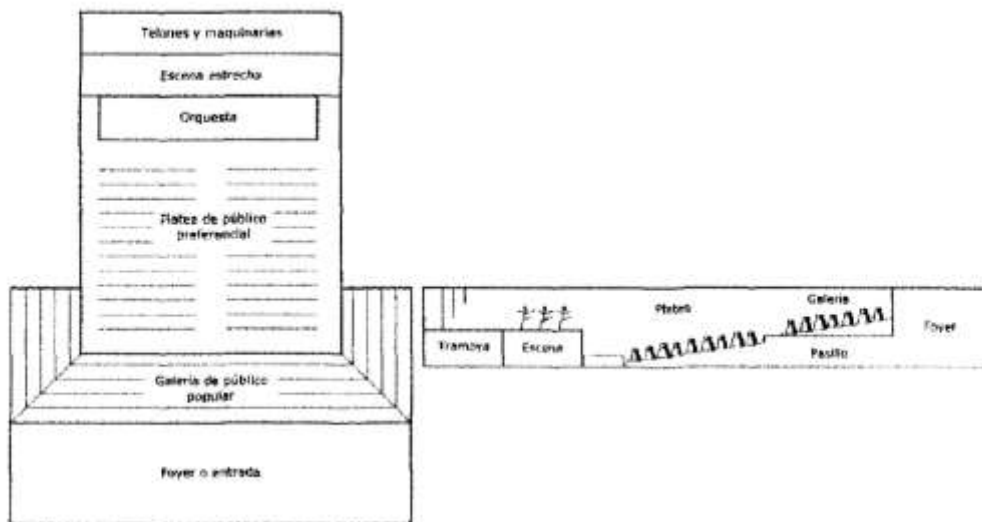 Telones y maquinarias
Escena estrecha
Orquesta
Platea de público
preferencial
Galería de público
popular
Foyer o entrada
Galería
Platea
Foyer
Tramoya
Escena
Pasillo